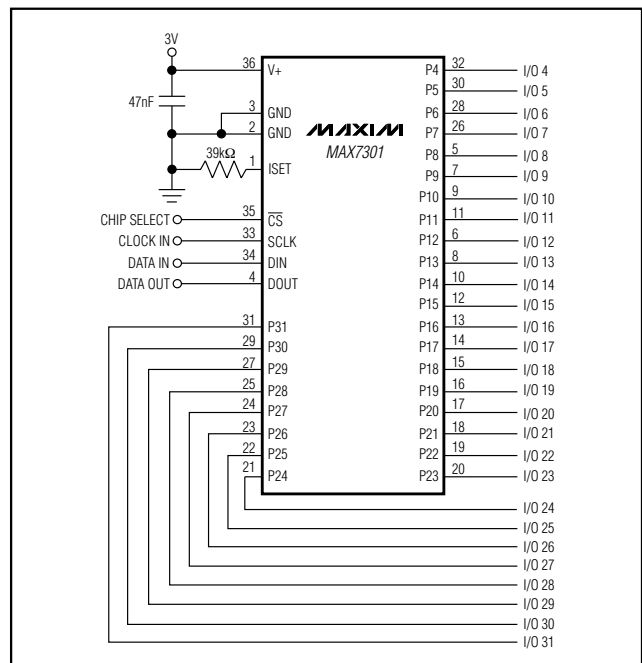 3V
36 V+ P4 32 I/O 4
P5 30 I/O 5
47nF
3 GND P6 28 I/O 6
2 GND MAXIM P7 26 I/O 7
MAX7301
P8 5 I/O 8
39kΩ 1 ISET P9 7 I/O 9
P10 9 I/O 10
CHIP SELECT 35 CS P11 11 I/O 11
CLOCK IN 33 SCLK P12 6 I/O 12
DATA IN 34 DIN P13 8 I/O 13
DATA OUT 4 DOUT P14 10 I/O 14
P15 12 I/O 15
31 P31 P16 13 I/O 16
29 P30 P17 14 I/O 17
27 P29 P18 15 I/O 18
25 P28 P19 16 I/O 19
24 P27 P20 17 I/O 20
23 P26 P21 18 I/O 21
22 P25 P22 19 I/O 22
21 P24 P23 20 I/O 23
I/O 24
I/O 25
I/O 26
I/O 27
I/O 28
I/O 29
I/O 30
I/O 31